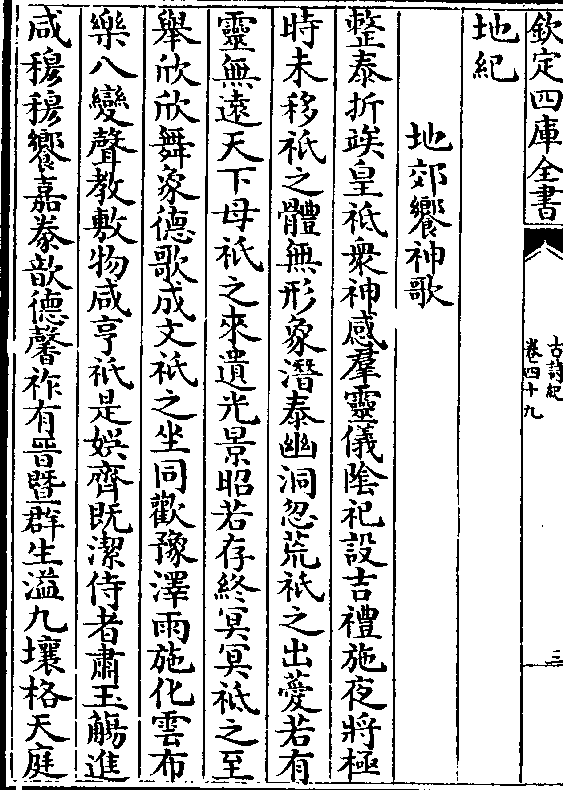 欽定四庫全書
古詩紀
卷四十九
三
地紀
地郊饗神歌
整泰折竢皇祇衆神感羣靈儀隂祀設吉禮施夜將極
時未移祇之體無形象潛泰幽洞忽荒祇之出薆若有
靈無遠天下母祇之來遺光景昭若存終冥冥祇之至
舉欣欣舞象德歌成文祇之坐同歡豫澤雨施化雲布
樂八變聲教敷物咸亨祇是娯齊既潔侍者肅玉觴進
咸穆穆饗嘉豢歆德馨祚有晉暨群生溢九壤格天庭